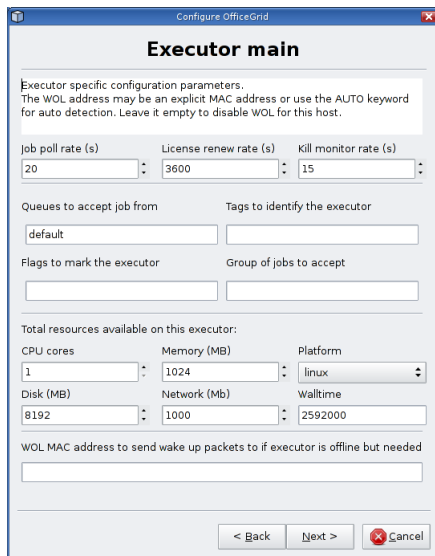 Configure OfficeGrid
Executor main
Executor specific configuration parameters.
The WOL address may be an explicit MAC address or use the AUTO keyword
for auto detection. Leave it empty to disable WOL for this host.
Job poll rate (s) License renew rate (s) Kill monitor rate (s)
20 3600 15
Queues to accept job from Tags to identify the executor
default
Flags to mark the executor Group of jobs to accept
Total resources available on this executor:
CPU cores Memory (MB) Platform
1 1024 linux
Disk (MB) Network (Mb) Walltime
8192 1000 2592000
WOL MAC address to send wake up packets to if executor is offline but needed
< Back Next > Cancel